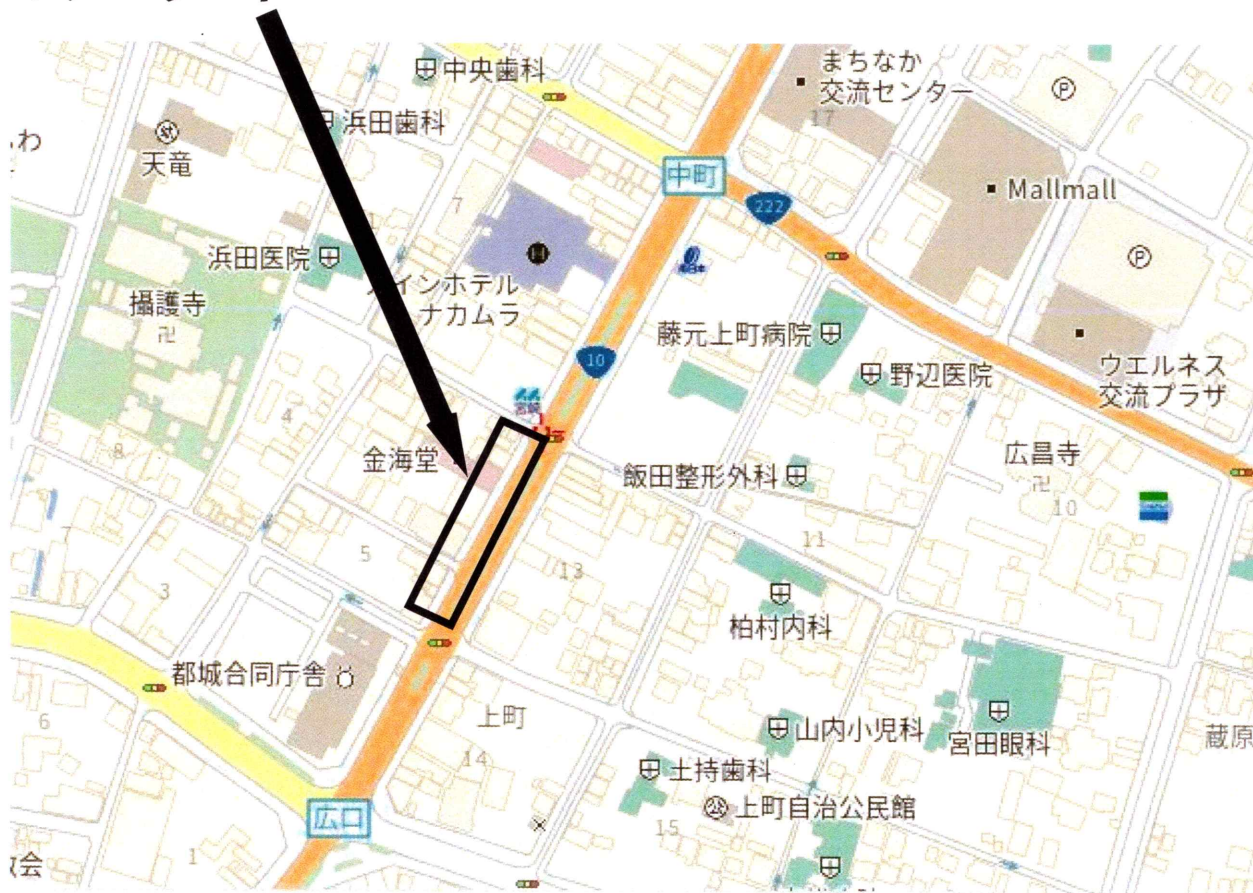 中央歯科
まちなか
交流センター
17
浜田歯科
天竜
中町
Mallmall
222
7
H
浜田医院
メインホテル
ナカムラ
攝護寺
藤元上町病院
10
野辺医院
ウエルネス
交流プラザ
宮崎
4
金海堂
飯田整形外科
広昌寺
8
10
7
5
11
13
3
柏村内科
都城合同庁舎
6
上町
山内小児科
宮田眼科
蔵原
14
土持歯科
上町自治公民館
広口
15
1